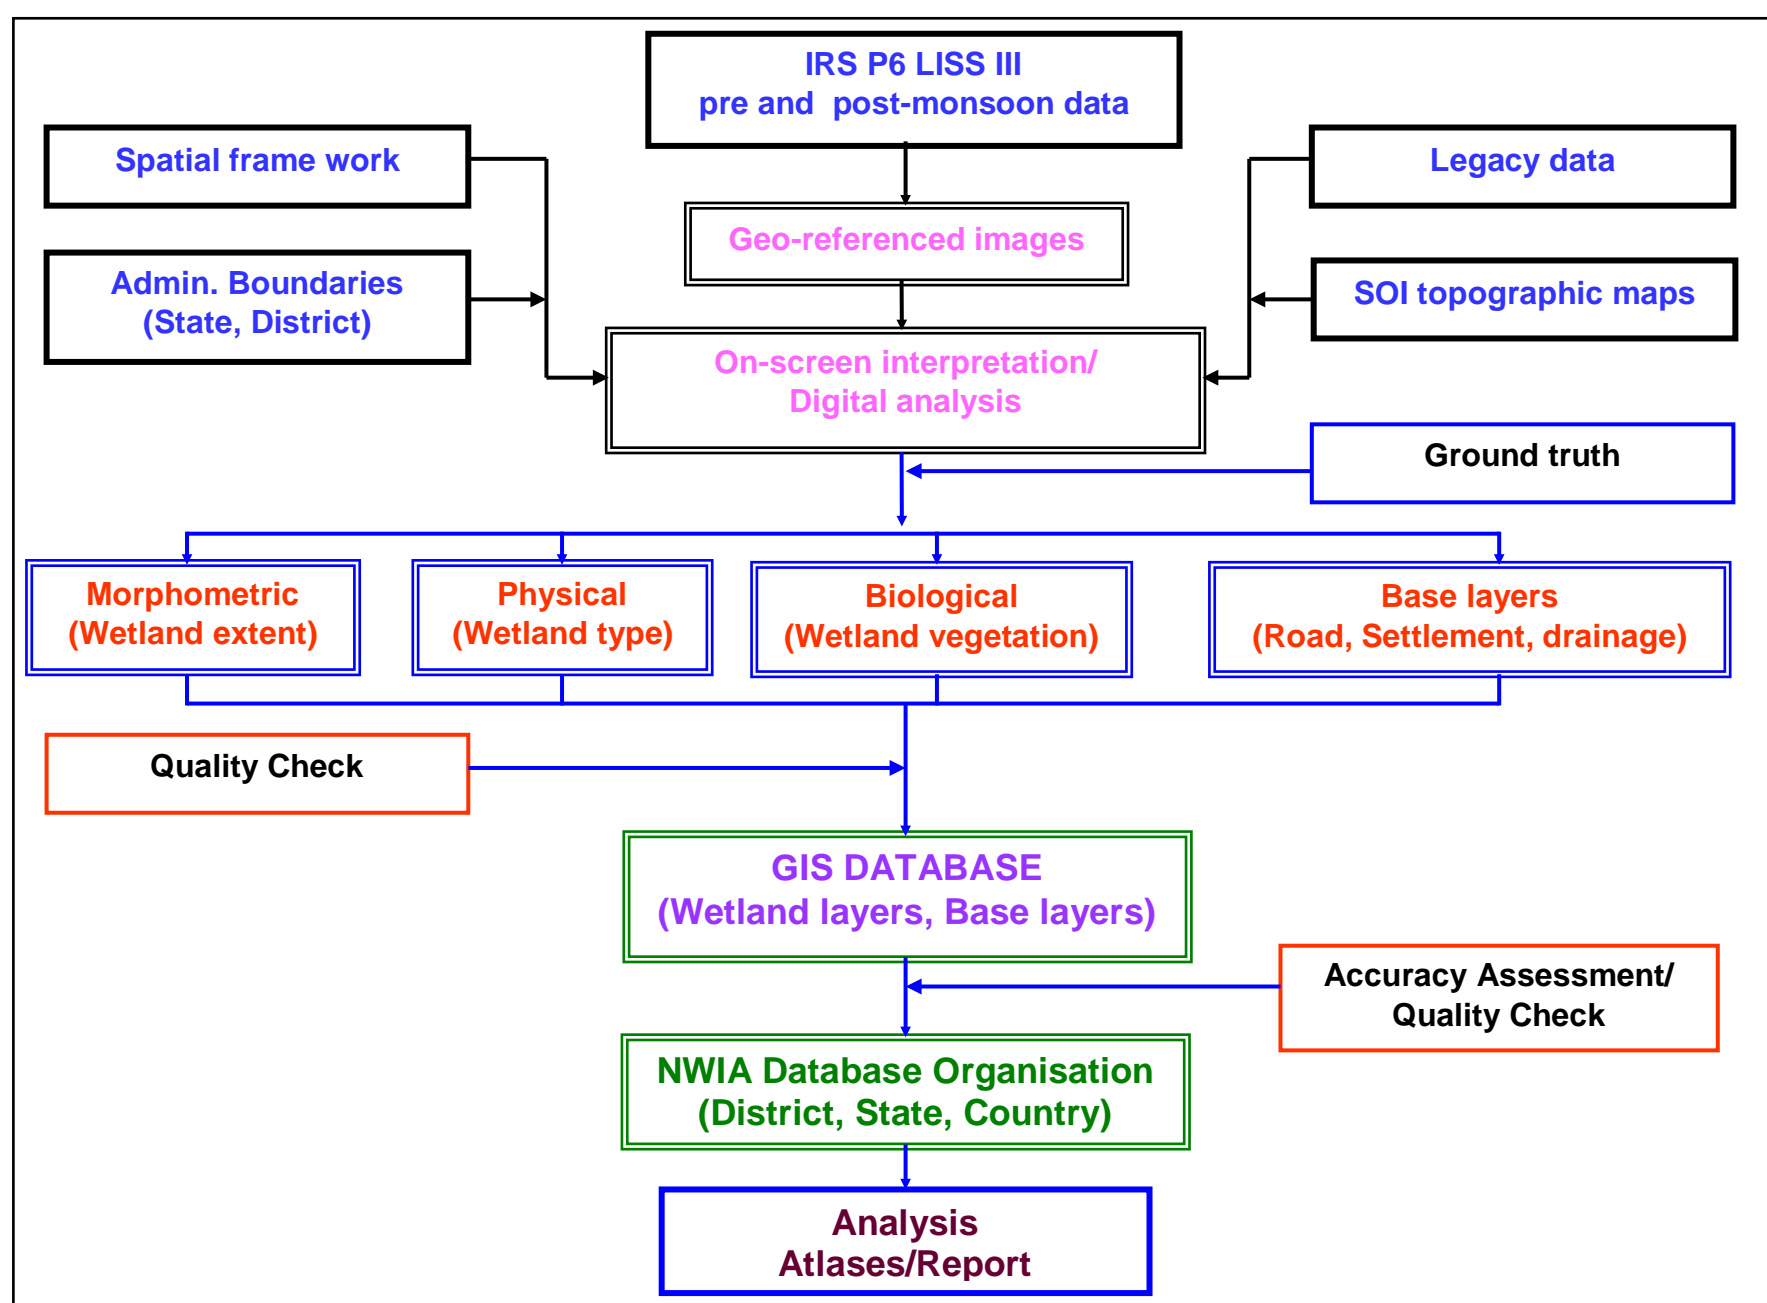 IRS P6 LISS III
pre and post-monsoon data
Spatial frame work
Legacy data
Geo-referenced images
Admin. Boundaries
(State, District)
SOI topographic maps
On-screen interpretation/
Digital analysis
Ground truth
Morphometric
(Wetland extent)
Physical
(Wetland type)
Biological
(Wetland vegetation)
Base layers
(Road, Settlement, drainage)
Quality Check
GIS DATABASE
(Wetland layers, Base layers)
Accuracy Assessment/
Quality Check
NWIA Database Organisation
(District, State, Country)
Analysis
Atlases/Report